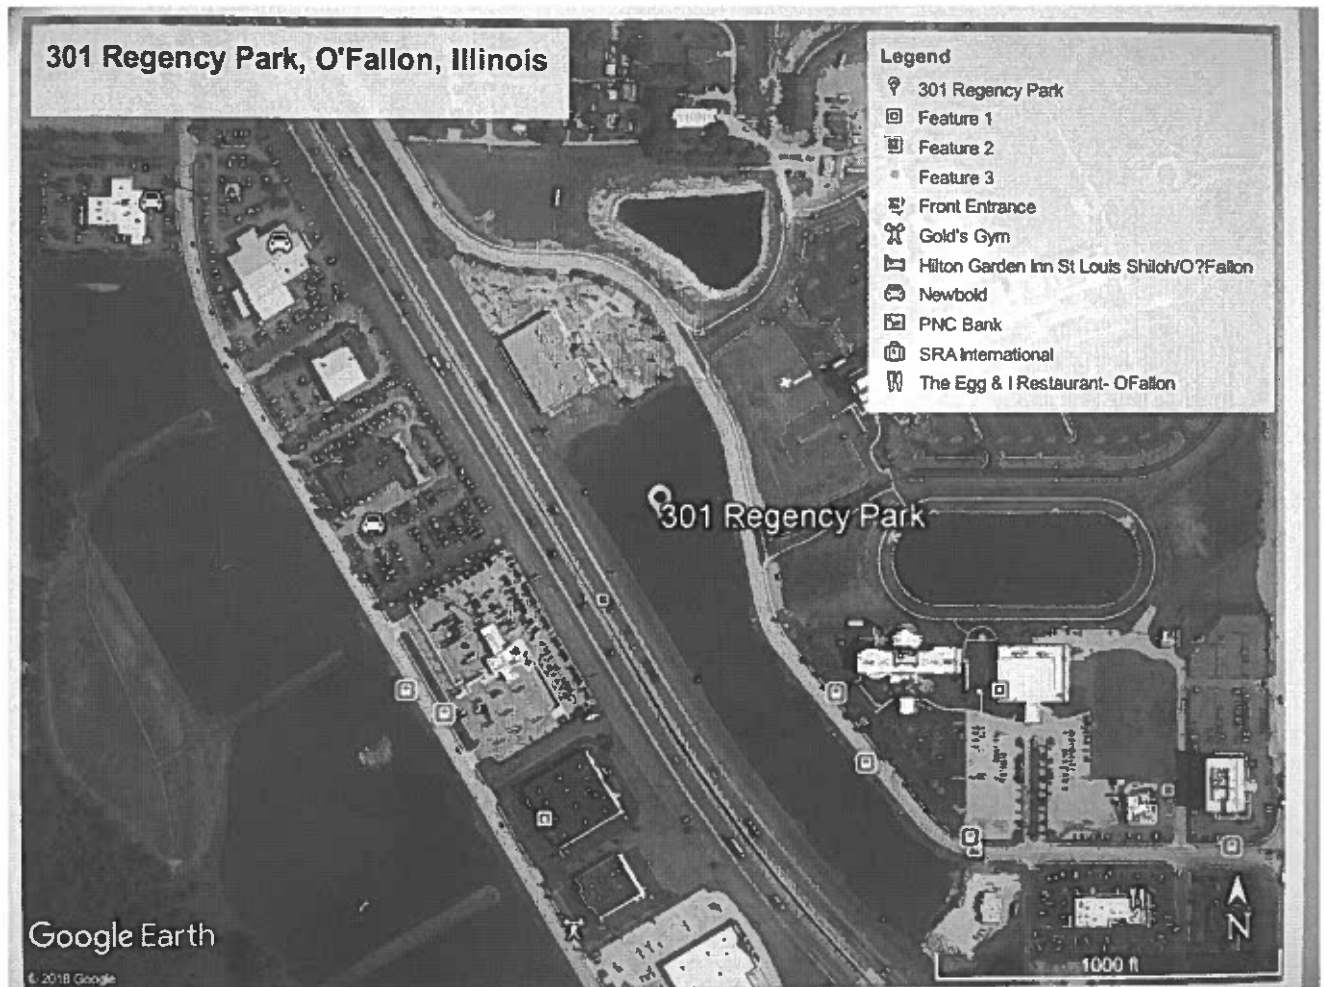 301 Regency Park, O'Fallon, Illinois
Legend
301 Regency Park
Feature 1
Feature 2
Feature 3
Front Entrance
Gold's Gym
Hilton Garden Inn St Louis Shiloh/O?Fallon
Newbold
PNC Bank
SRA International
The Egg & I Restaurant- OFallon
301 Regency Park
Google Earth
© 2018 Google
N
1000 ft